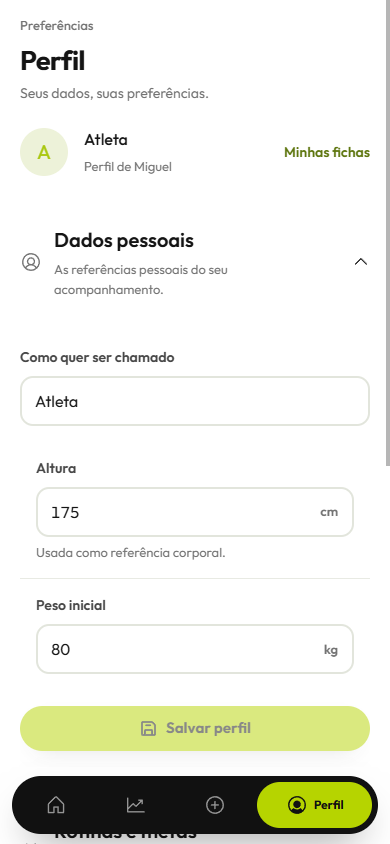 Preferências
Perfil
Seus dados, suas preferências.
A
Atleta
Perfil de Miguel
Minhas fichas
Dados pessoais
As referências pessoais do seu
acompanhamento.
Como quer ser chamado
Atleta
Altura
175
cm
Usada como referência corporal.
Peso inicial
80
kg
Salvar perfil
Perfil
e metas